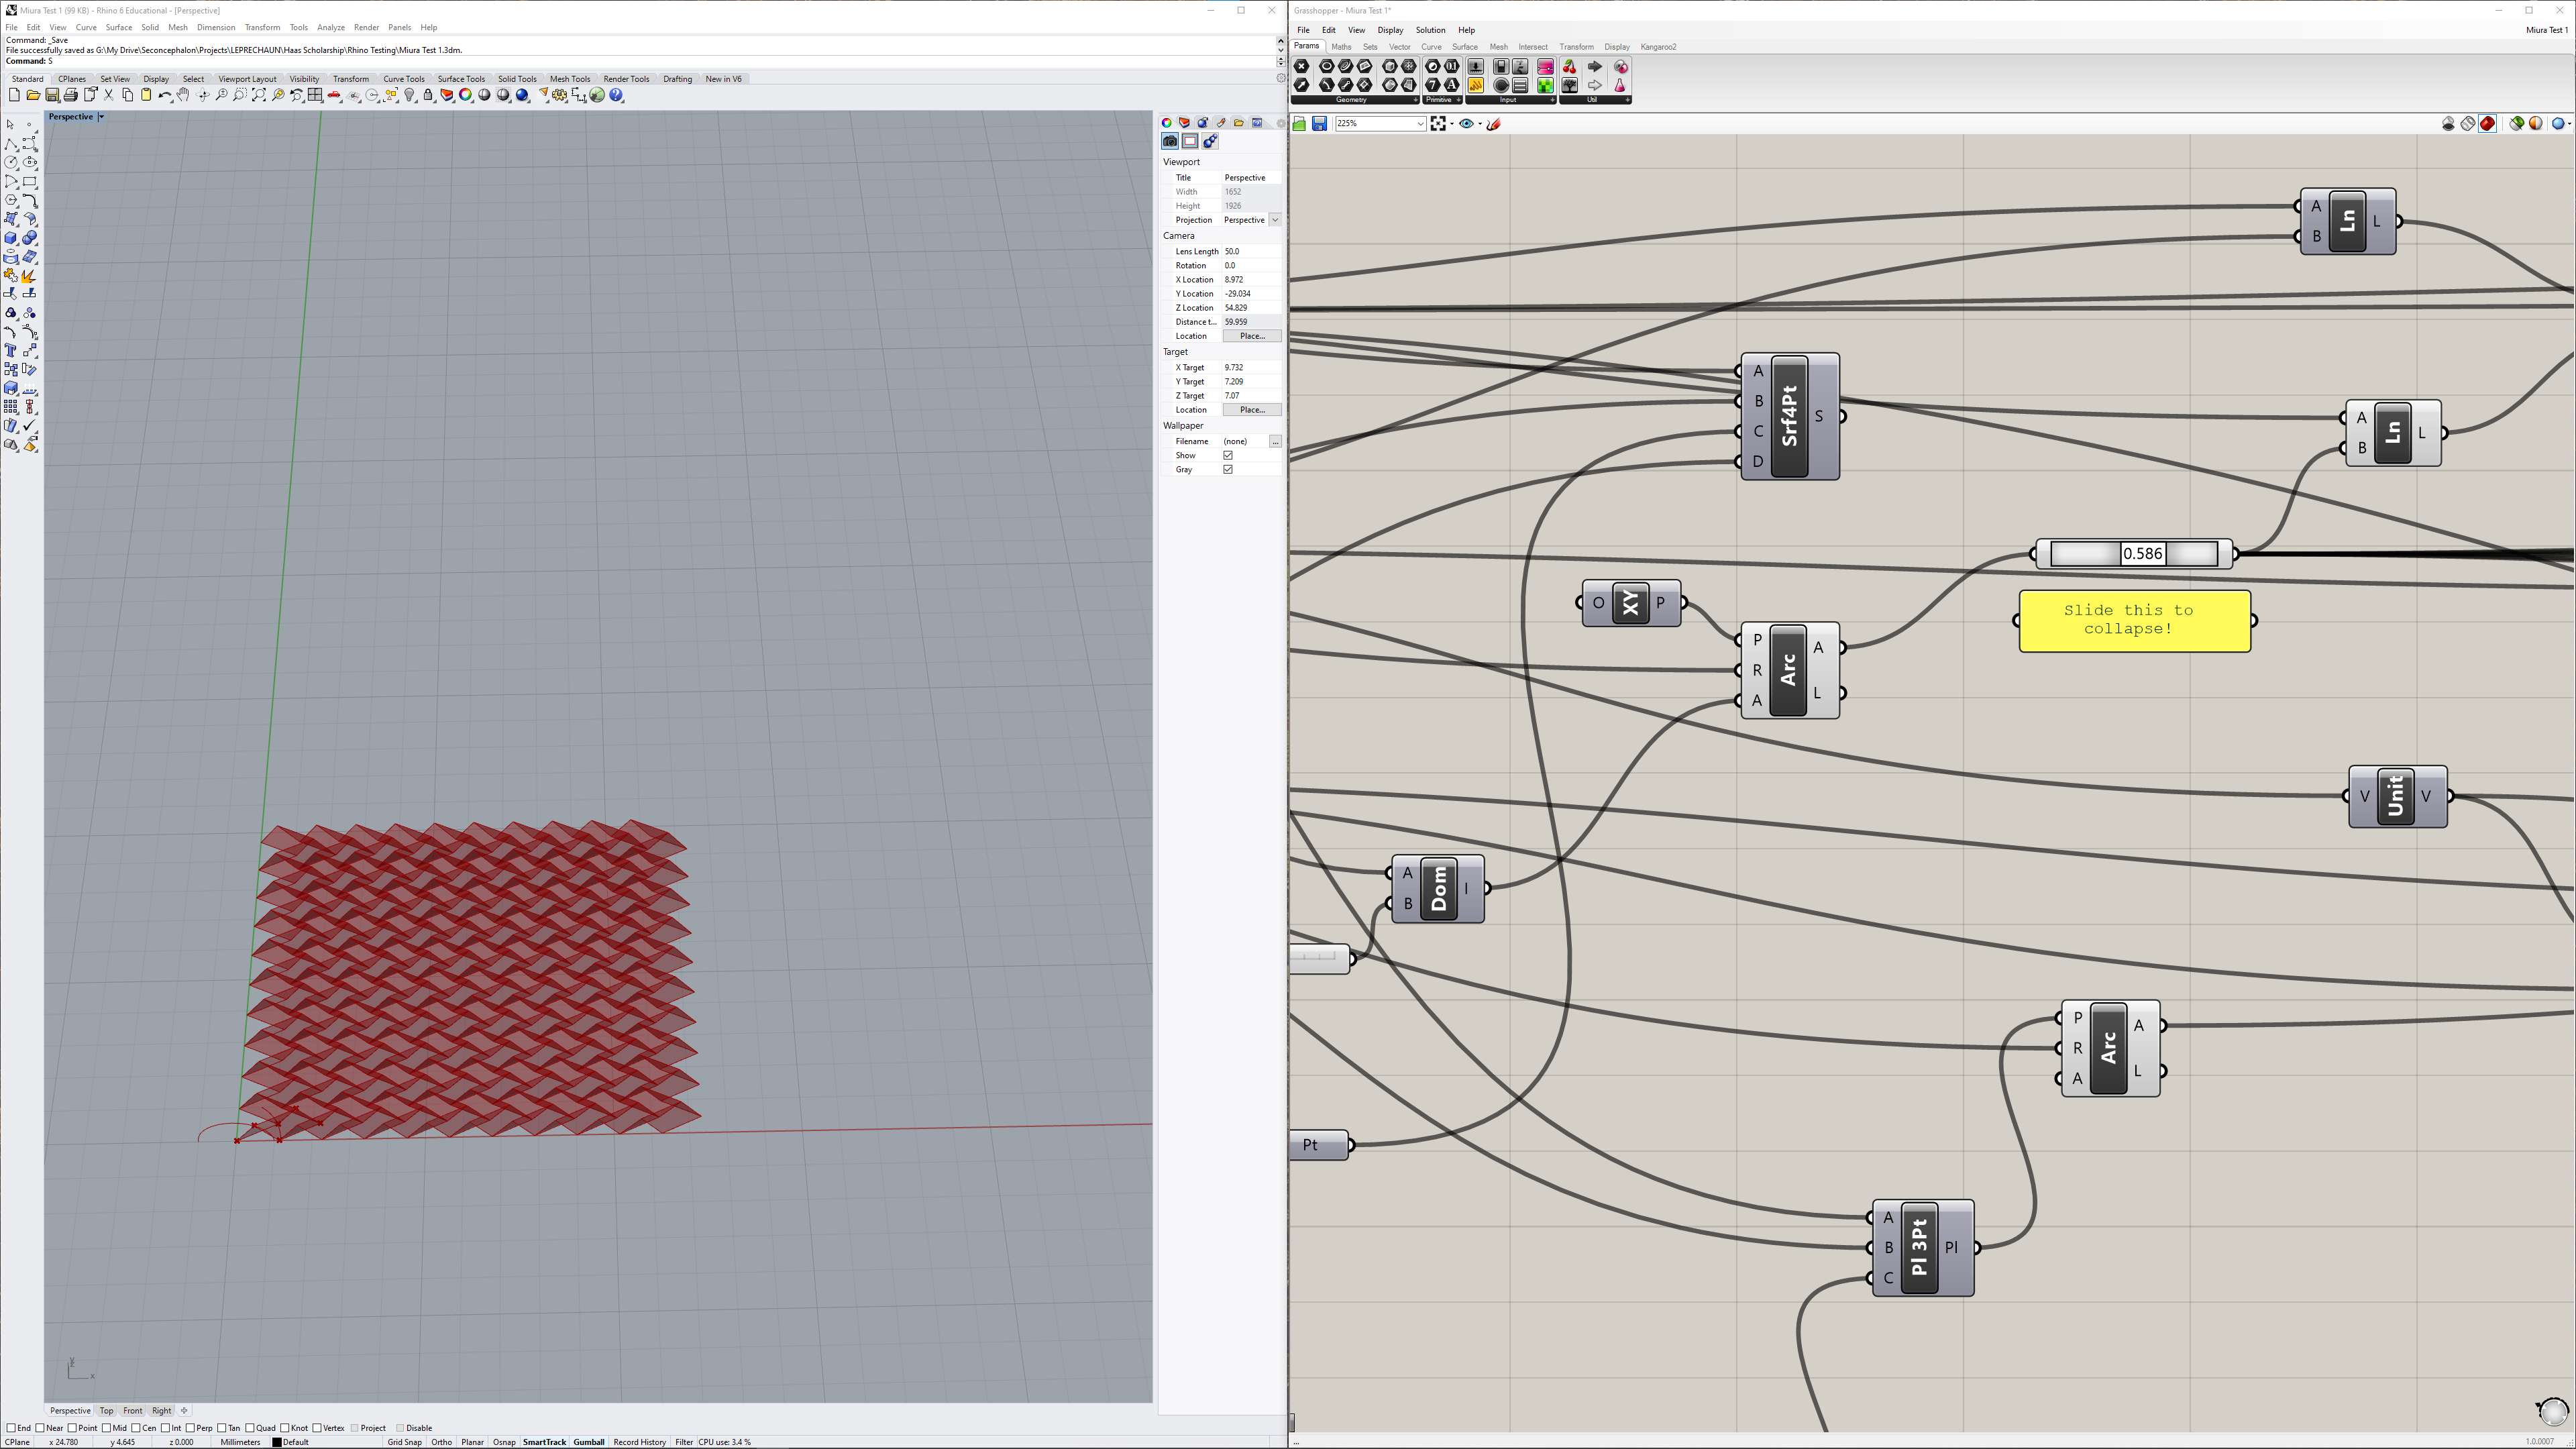 Miura Test 1 (99 KB) - Rhino 6 Educational - [Perspective]
File Edit View Curve Surface Solid Mesh Dimension Transform Tools Analyze Render Panels Help
Command: _Save
File successfully saved as G:\My Drive\Seconcephalon\Projects\LEPRECHAUN\Haas Scholarship\Rhino Testing\Miura Test 1.3dm.
Command: S
Standard CPlanes Set View Display Select Viewport Layout Visibility Transform Curve Tools Surface Tools Solid Tools Mesh Tools Render Tools Drafting New in V6
Perspective
Viewport
Title Perspective
Width 1652
Height 1926
Projection Perspective
Camera
Lens Length 50.0
Rotation 0.0
X Location 8.972
Y Location -29.034
Z Location 54.829
Distance t... 59.959
Location Place...
Target
X Target 9.732
Y Target 7.209
Z Target 7.07
Location Place...
Wallpaper
Filename (none) ...
Show
Gray
y
x
Perspective Top Front Right
End Near Point Mid Cen Int Perp Tan Quad Knot Vertex Project Disable
CPlane x 24.780 y 4.645 z 0.000 Millimeters Default Grid Snap Ortho Planar Osnap SmartTrack Gumball Record History Filter CPU use: 3.4 %
Grasshopper - Miura Test 1*
File Edit View Display Solution Help
Miura Test 1
Params Maths Sets Vector Curve Surface Mesh Intersect Transform Display Kangaroo2
Geometry Primitive Input Util
225%
A
B
Ln
L
A
B
C
D
Srf4Pt
S
A
B
Ln
L
0.586
Slide this to
collapse!
O XY P
P
R
A
Arc
A
L
V Unit V
A
B
Dom
I
P
R
A
Arc
A
L
Pt
A
B
C
Pl 3Pt
Pl
...
1.0.0007